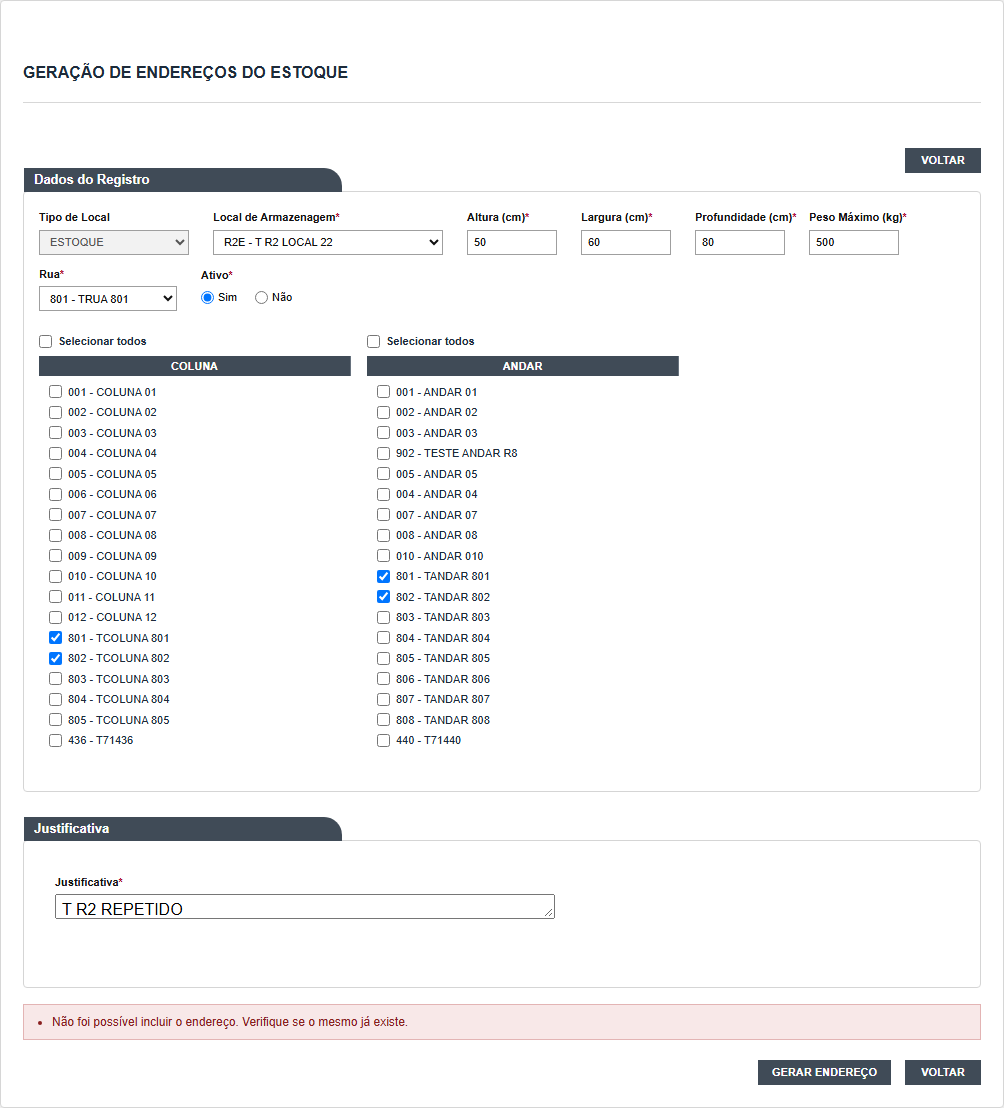 GERAÇÃO DE ENDEREÇOS DO ESTOQUE
VOLTAR
Dados do Registro
Tipo de Local
Local de Armazenagem*
Altura (cm)*
Largura (cm)*
Profundidade (cm)*
Peso Máximo (kg)*
ESTOQUE
R2E - T R2 LOCAL 22
50
60
80
500
Rua*
Ativo*
801 - TRUA 801
Sim
Não
Selecionar todos
COLUNA
001 - COLUNA 01
002 - COLUNA 02
003 - COLUNA 03
004 - COLUNA 04
005 - COLUNA 05
006 - COLUNA 06
007 - COLUNA 07
008 - COLUNA 08
009 - COLUNA 09
010 - COLUNA 10
011 - COLUNA 11
012 - COLUNA 12
801 - TCOLUNA 801
802 - TCOLUNA 802
803 - TCOLUNA 803
804 - TCOLUNA 804
805 - TCOLUNA 805
436 - T71436
Selecionar todos
ANDAR
001 - ANDAR 01
002 - ANDAR 02
003 - ANDAR 03
902 - TESTE ANDAR R8
005 - ANDAR 05
004 - ANDAR 04
007 - ANDAR 07
008 - ANDAR 08
010 - ANDAR 010
801 - TANDAR 801
802 - TANDAR 802
803 - TANDAR 803
804 - TANDAR 804
805 - TANDAR 805
806 - TANDAR 806
807 - TANDAR 807
808 - TANDAR 808
440 - T71440
Justificativa
Justificativa*
T R2 REPETIDO
Não foi possível incluir o endereço. Verifique se o mesmo já existe.
GERAR ENDEREÇO
VOLTAR